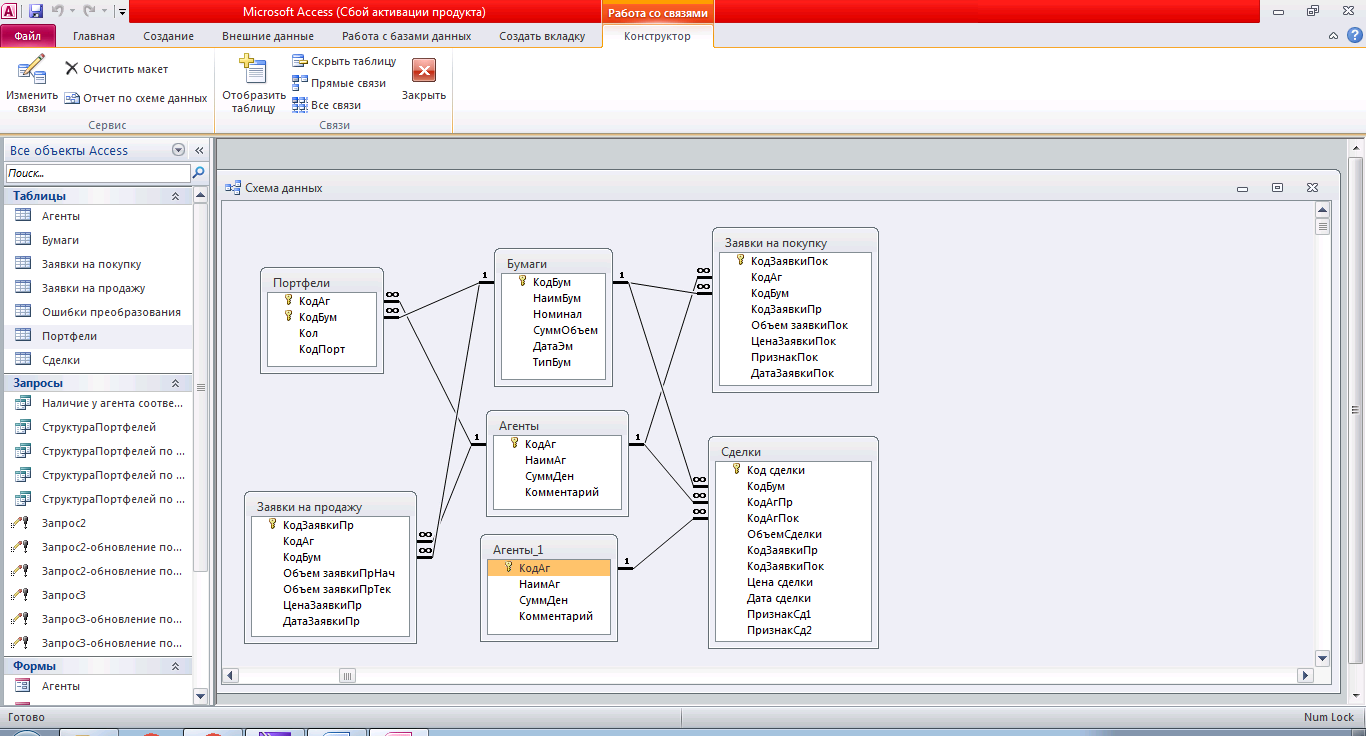 Microsoft Access (Сбой активации продукта)
Работа со связями
Файл
Главная
Создание
Внешние данные
Работа с базами данных
Создать вкладку
Конструктор
Изменить связи
Очистить макет
Отчет по схеме данных
Сервис
Отобразить таблицу
Скрыть таблицу
Прямые связи
Все связи
Закрыть
Связи
Все объекты Access
Поиск...
Таблицы
Агенты
Бумаги
Заявки на покупку
Заявки на продажу
Ошибки преобразования
Портфели
Сделки
Запросы
Наличие у агента соотве...
СтруктураПортфелей
СтруктураПортфелей по ...
СтруктураПортфелей по ...
СтруктураПортфелей по ...
Запрос2
Запрос2-обновление по...
Запрос2-обновление по...
Запрос3
Запрос3-обновление по...
Запрос3-обновление по...
Формы
Агенты
Схема данных
Портфели
КодАг
КодБум
Кол
КодПорт
Бумаги
КодБум
НаимБум
Номинал
СуммОбъем
ДатаЭм
ТипБум
Заявки на покупку
КодЗаявкиПок
КодАг
КодБум
КодЗаявкиПр
Объем заявкиПок
ЦенаЗаявкиПок
ПризнакПок
ДатаЗаявкиПок
Агенты
КодАг
НаимАг
СуммДен
Комментарий
Заявки на продажу
КодЗаявкиПр
КодАг
КодБум
Объем заявкиПрНач
Объем заявкиПрТек
ЦенаЗаявкиПр
ДатаЗаявкиПр
Агенты_1
КодАг
НаимАг
СуммДен
Комментарий
Сделки
Код сделки
КодБум
КодАгПр
КодАгПок
ОбъемСделки
КодЗаявкиПр
КодЗаявкиПок
Цена сделки
Дата сделки
ПризнакСд1
ПризнакСд2
1
1
1
1
1
∞
∞
∞
∞
∞
∞
∞
∞
∞
Готово
Num Lock